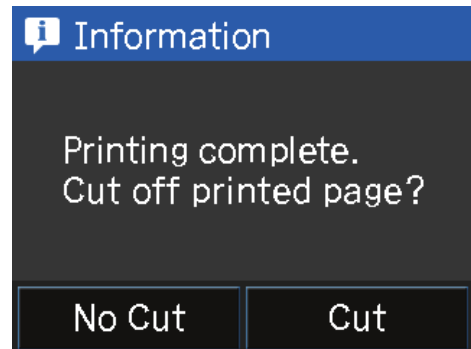 Information
Printing complete.
Cut off printed page?
No Cut
Cut